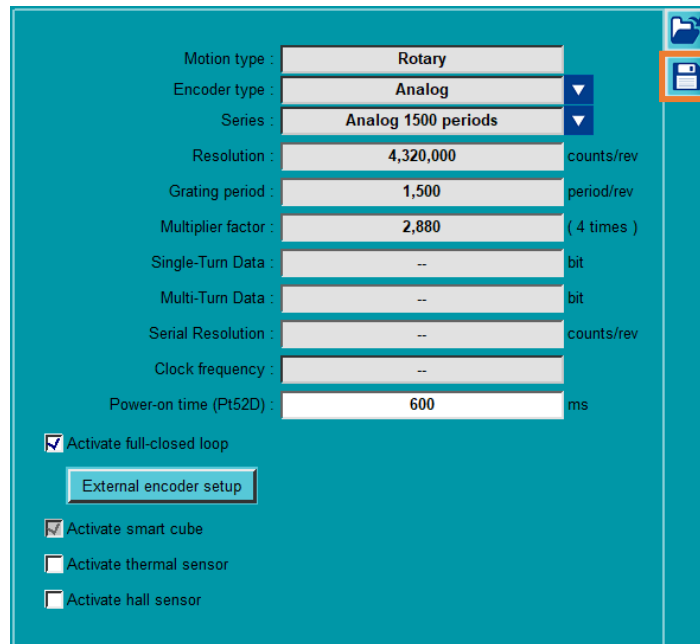 Motion type : Rotary
Encoder type : Analog
Series : Analog 1500 periods
Resolution : 4,320,000 counts/rev
Grating period : 1,500 period/rev
Multiplier factor : 2,880 ( 4 times )
Single-Turn Data : -- bit
Multi-Turn Data : -- bit
Serial Resolution : -- counts/rev
Clock frequency : --
Power-on time (Pt52D) : 600 ms
Activate full-closed loop
External encoder setup
Activate smart cube
Activate thermal sensor
Activate hall sensor